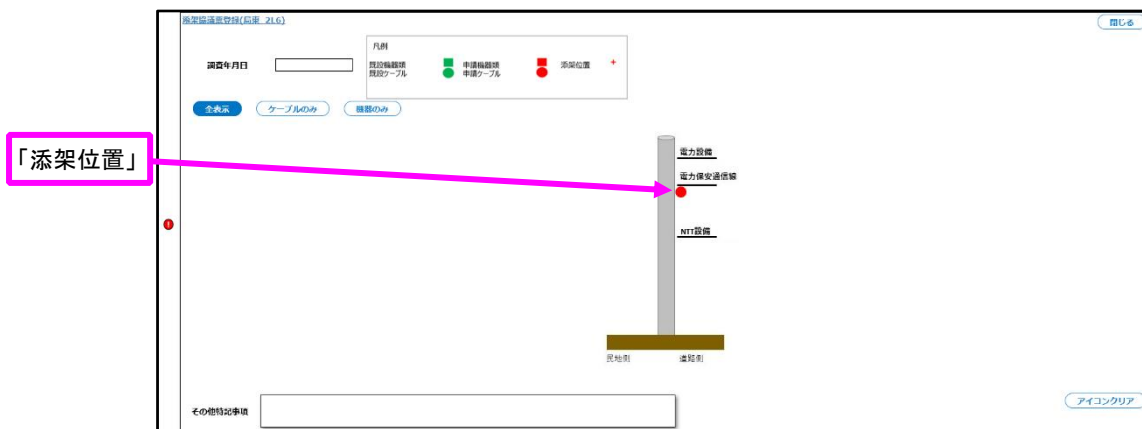 添架協議票登録(局東 2L6)
閉じる
凡例
調査年月日
既設機器類 申請機器類 添架位置 +
既設ケーブル 申請ケーブル
全表示 ケーブルのみ 機器のみ
「添架位置」
電力設備
電力保安通信線
!
NTT設備
民地側 道路側
その他特記事項
アイコンクリア